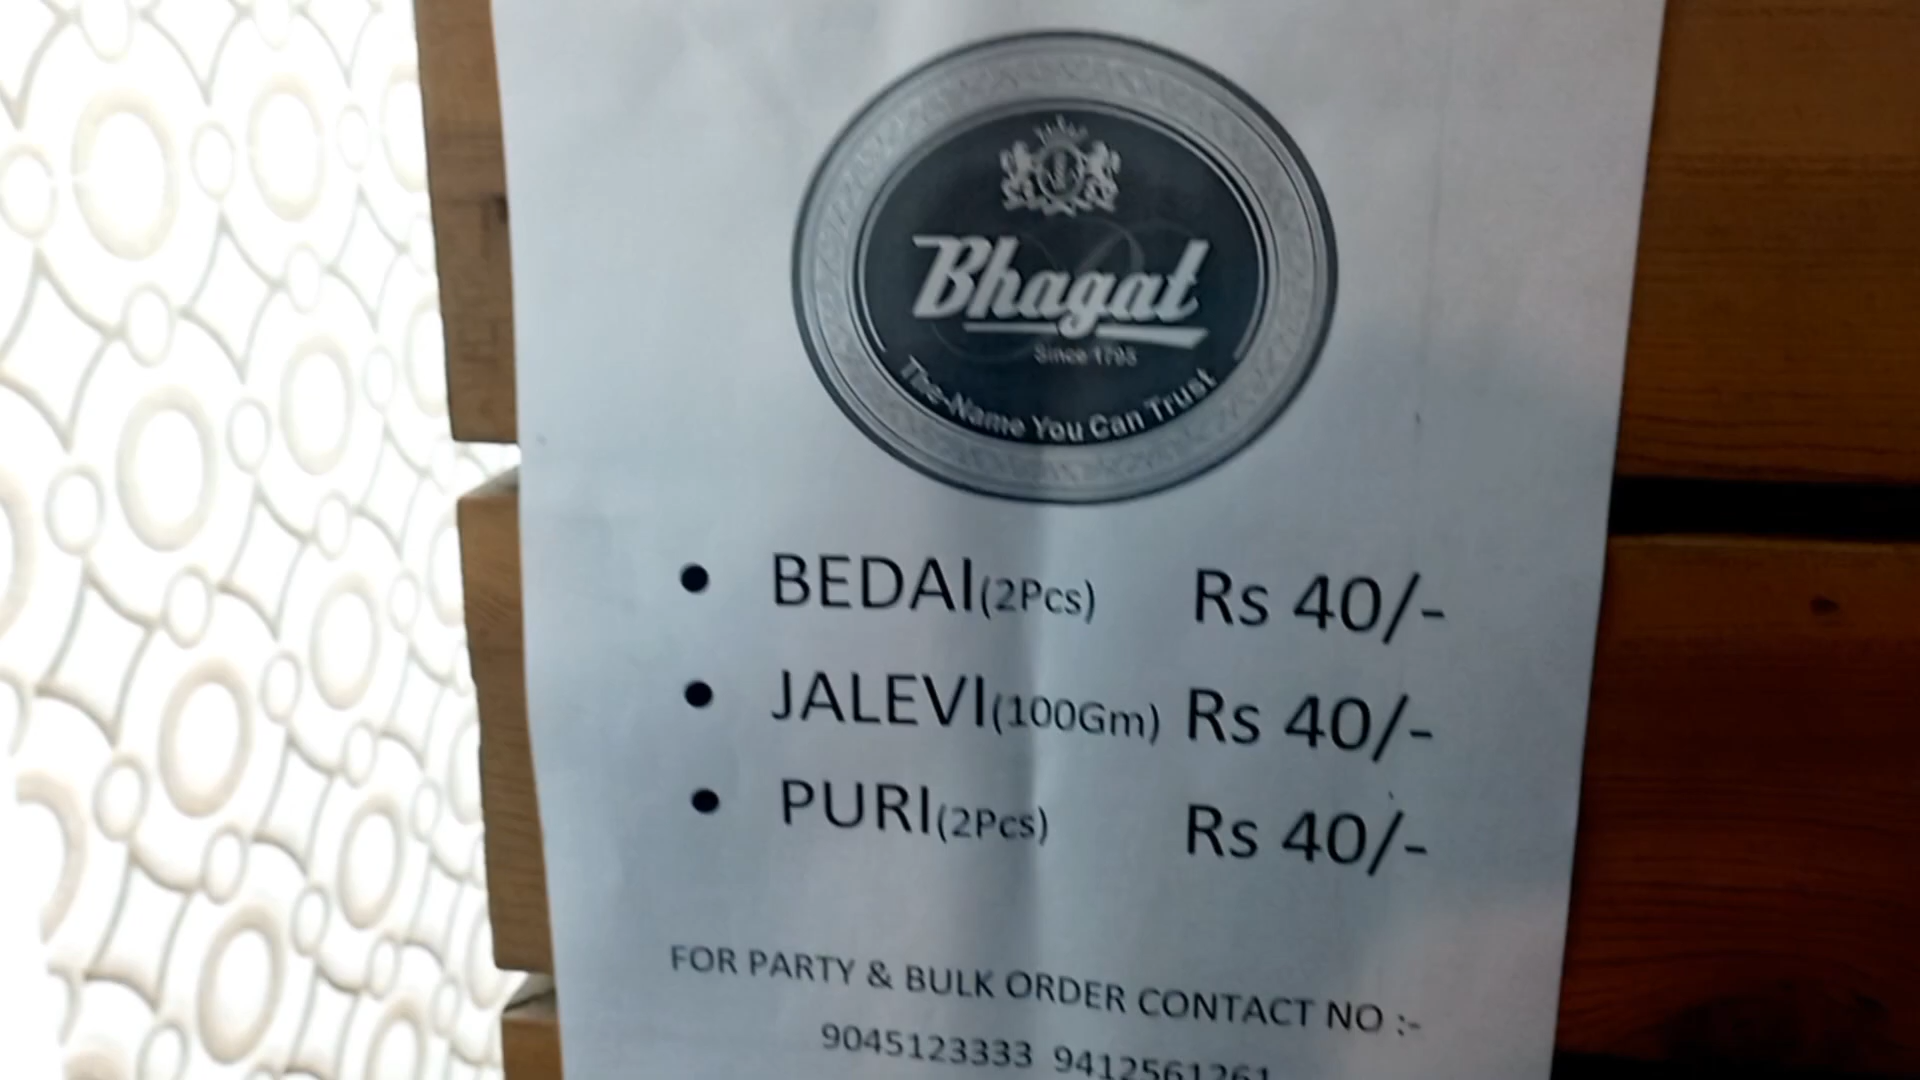 Bhagat
Since 1795
The Name You Can Trust
• BEDAI(2Pcs) Rs 40/-
• JALEVI(100Gm) Rs 40/-
• PURI(2Pcs) Rs 40/-
FOR PARTY & BULK ORDER CONTACT NO :-
9045123333 9412561261